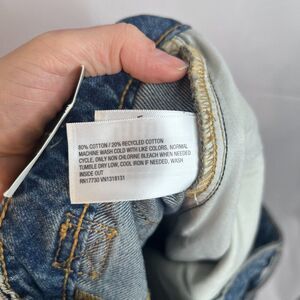 80% COTTON / 20% RECYCLED COTTON
MACHINE WASH COLD WITH LIKE COLORS, NORMAL
CYCLE, ONLY NON CHLORINE BLEACH WHEN NEEDED
TUMBLE DRY LOW, COOL IRON IF NEEDED, WASH
INSIDE OUT
RN17730 VN1318131